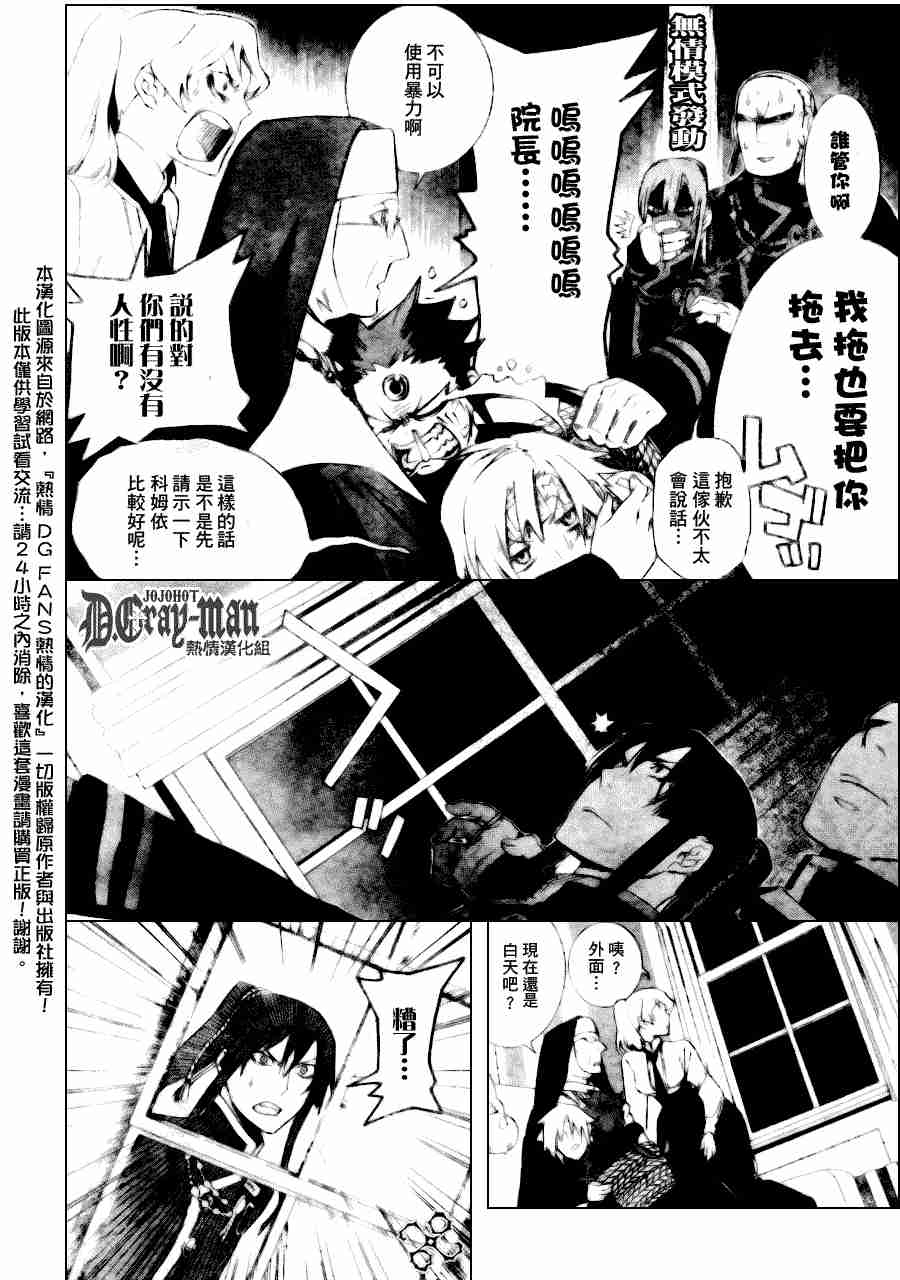 無情模式發動
誰管你啊
我拖也要把你
拖去…
不可以
使用暴力啊
嗚嗚嗚嗚嗚嗚
院長……
說的對
你們有沒有
人性啊？
抱歉
這傢伙不太
會說話…
這樣的話
是不是先
請示一下
科姆依
比較好呢…
JOJOHOT
D.Gray-man
熱情漢化組
咦？
外面…
現在還是
白天吧？
糟了…
本漢化圖源來自於網路，『熱情DG FANS熱情的漢化』一切版權歸原作者與出版社擁有！
此版本僅供學習試看交流…請24小時之內消除，喜歡這套漫畫請購買正版！謝謝。